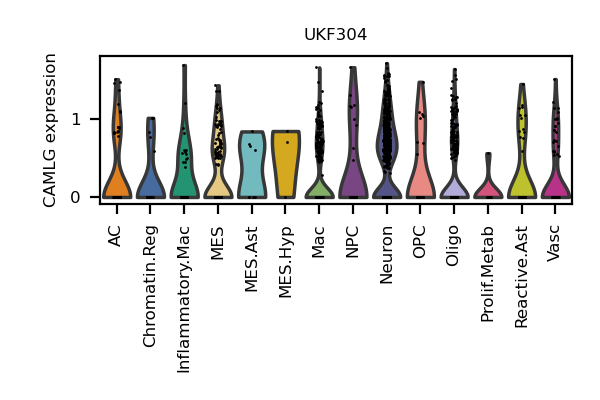 UKF304
CAMLG expression
1
0
AC
Chromatin.Reg
Inflammatory.Mac
MES
MES.Ast
MES.Hyp
Mac
NPC
Neuron
OPC
Oligo
Prolif.Metab
Reactive.Ast
Vasc